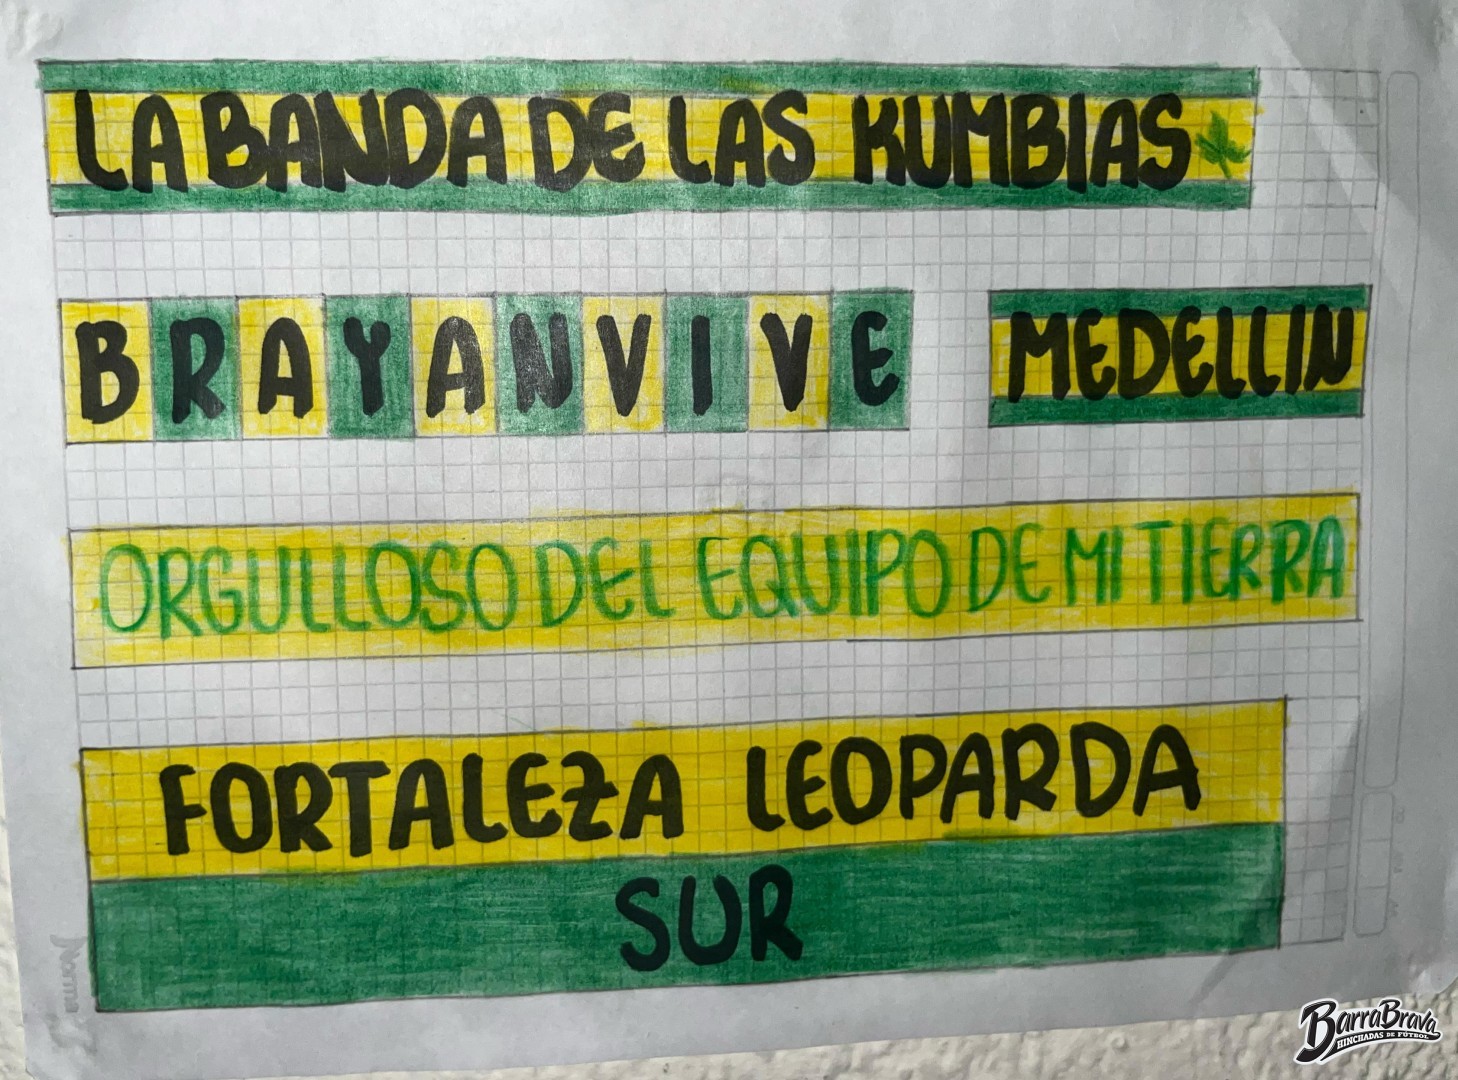 LA BANDA DE LAS KUMBIAS
BRAYANVIVE
MEDELLIN
ORGULLOSO DEL EQUIPO DE MI TIERRA
FORTALEZA LEOPARDA
SUR
Norma
BarraBrava
HINCHADAS DE FÚTBOL